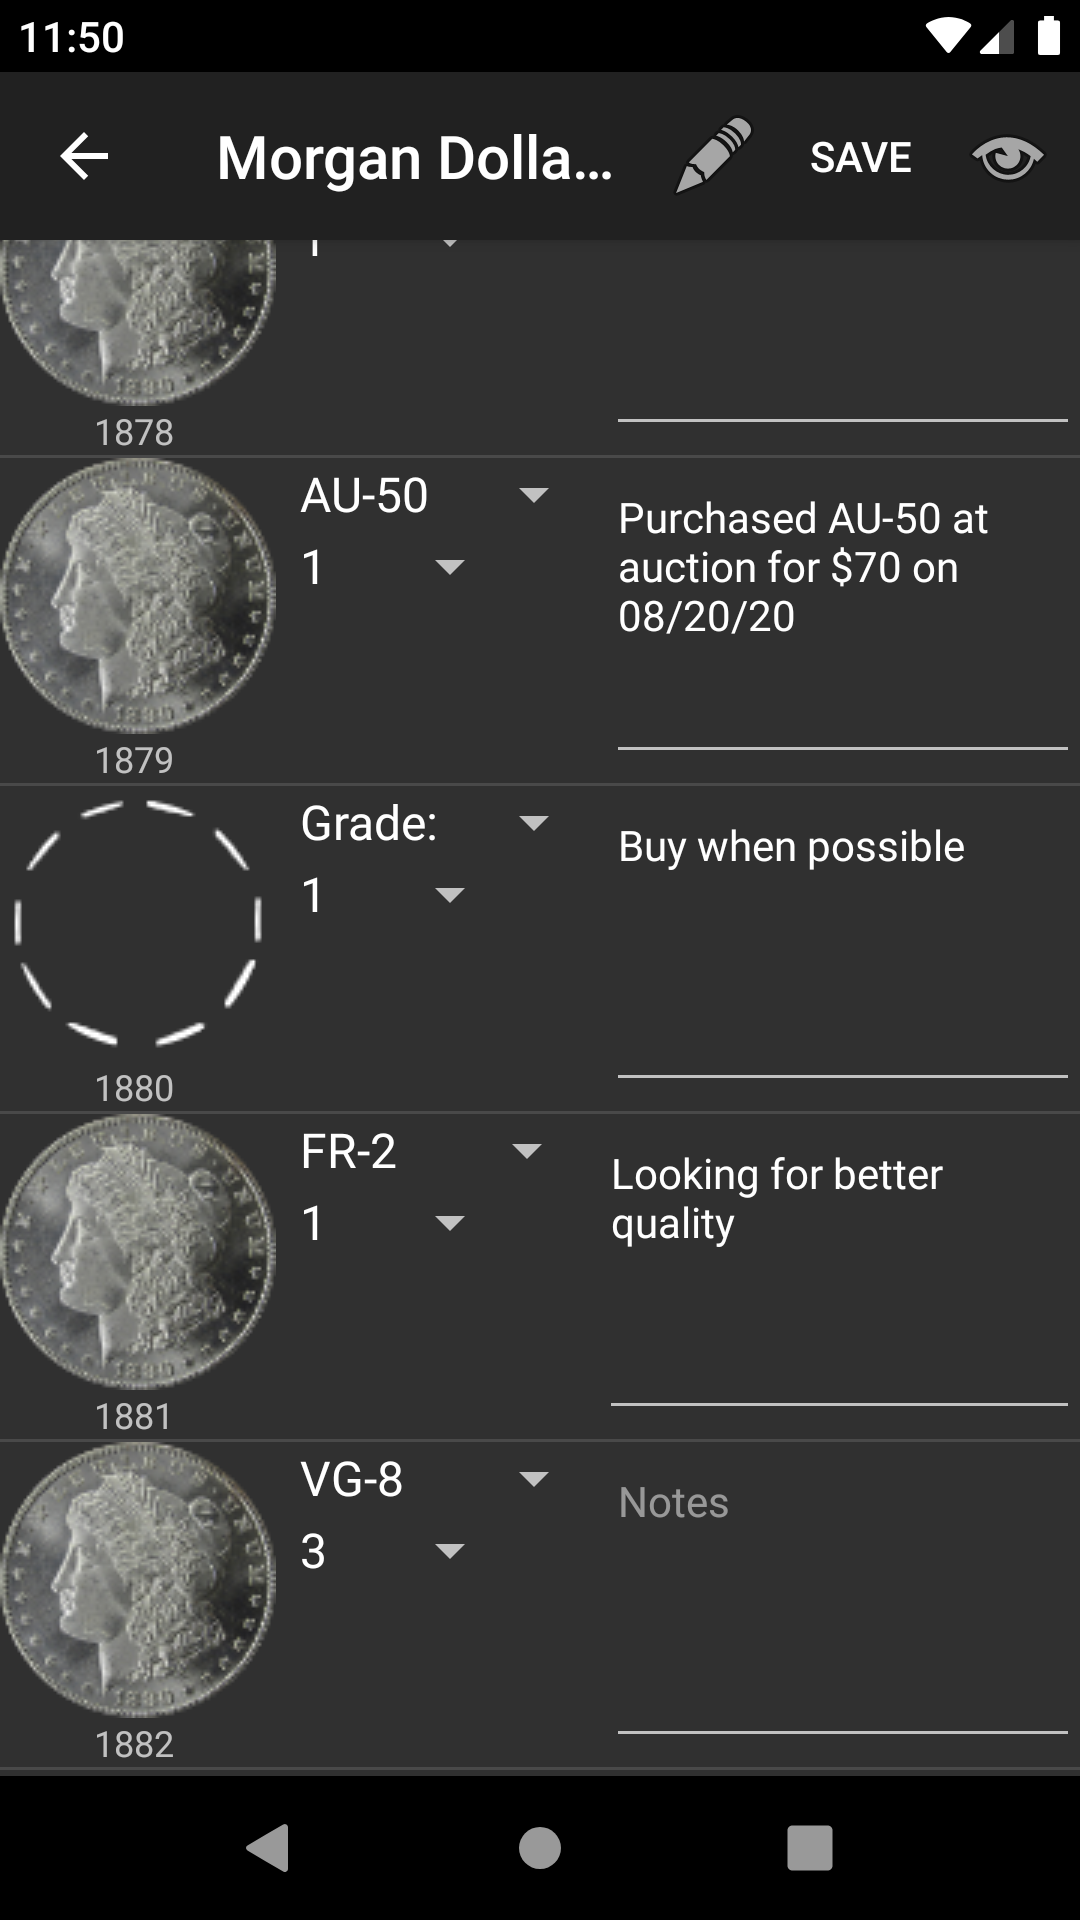 11:50
Morgan Dolla... SAVE
1
1878
AU-50
1
Purchased AU-50 at
auction for $70 on
08/20/20
1879
Grade:
1
Buy when possible
1880
FR-2
1
Looking for better
quality
1881
VG-8
3
Notes
1882